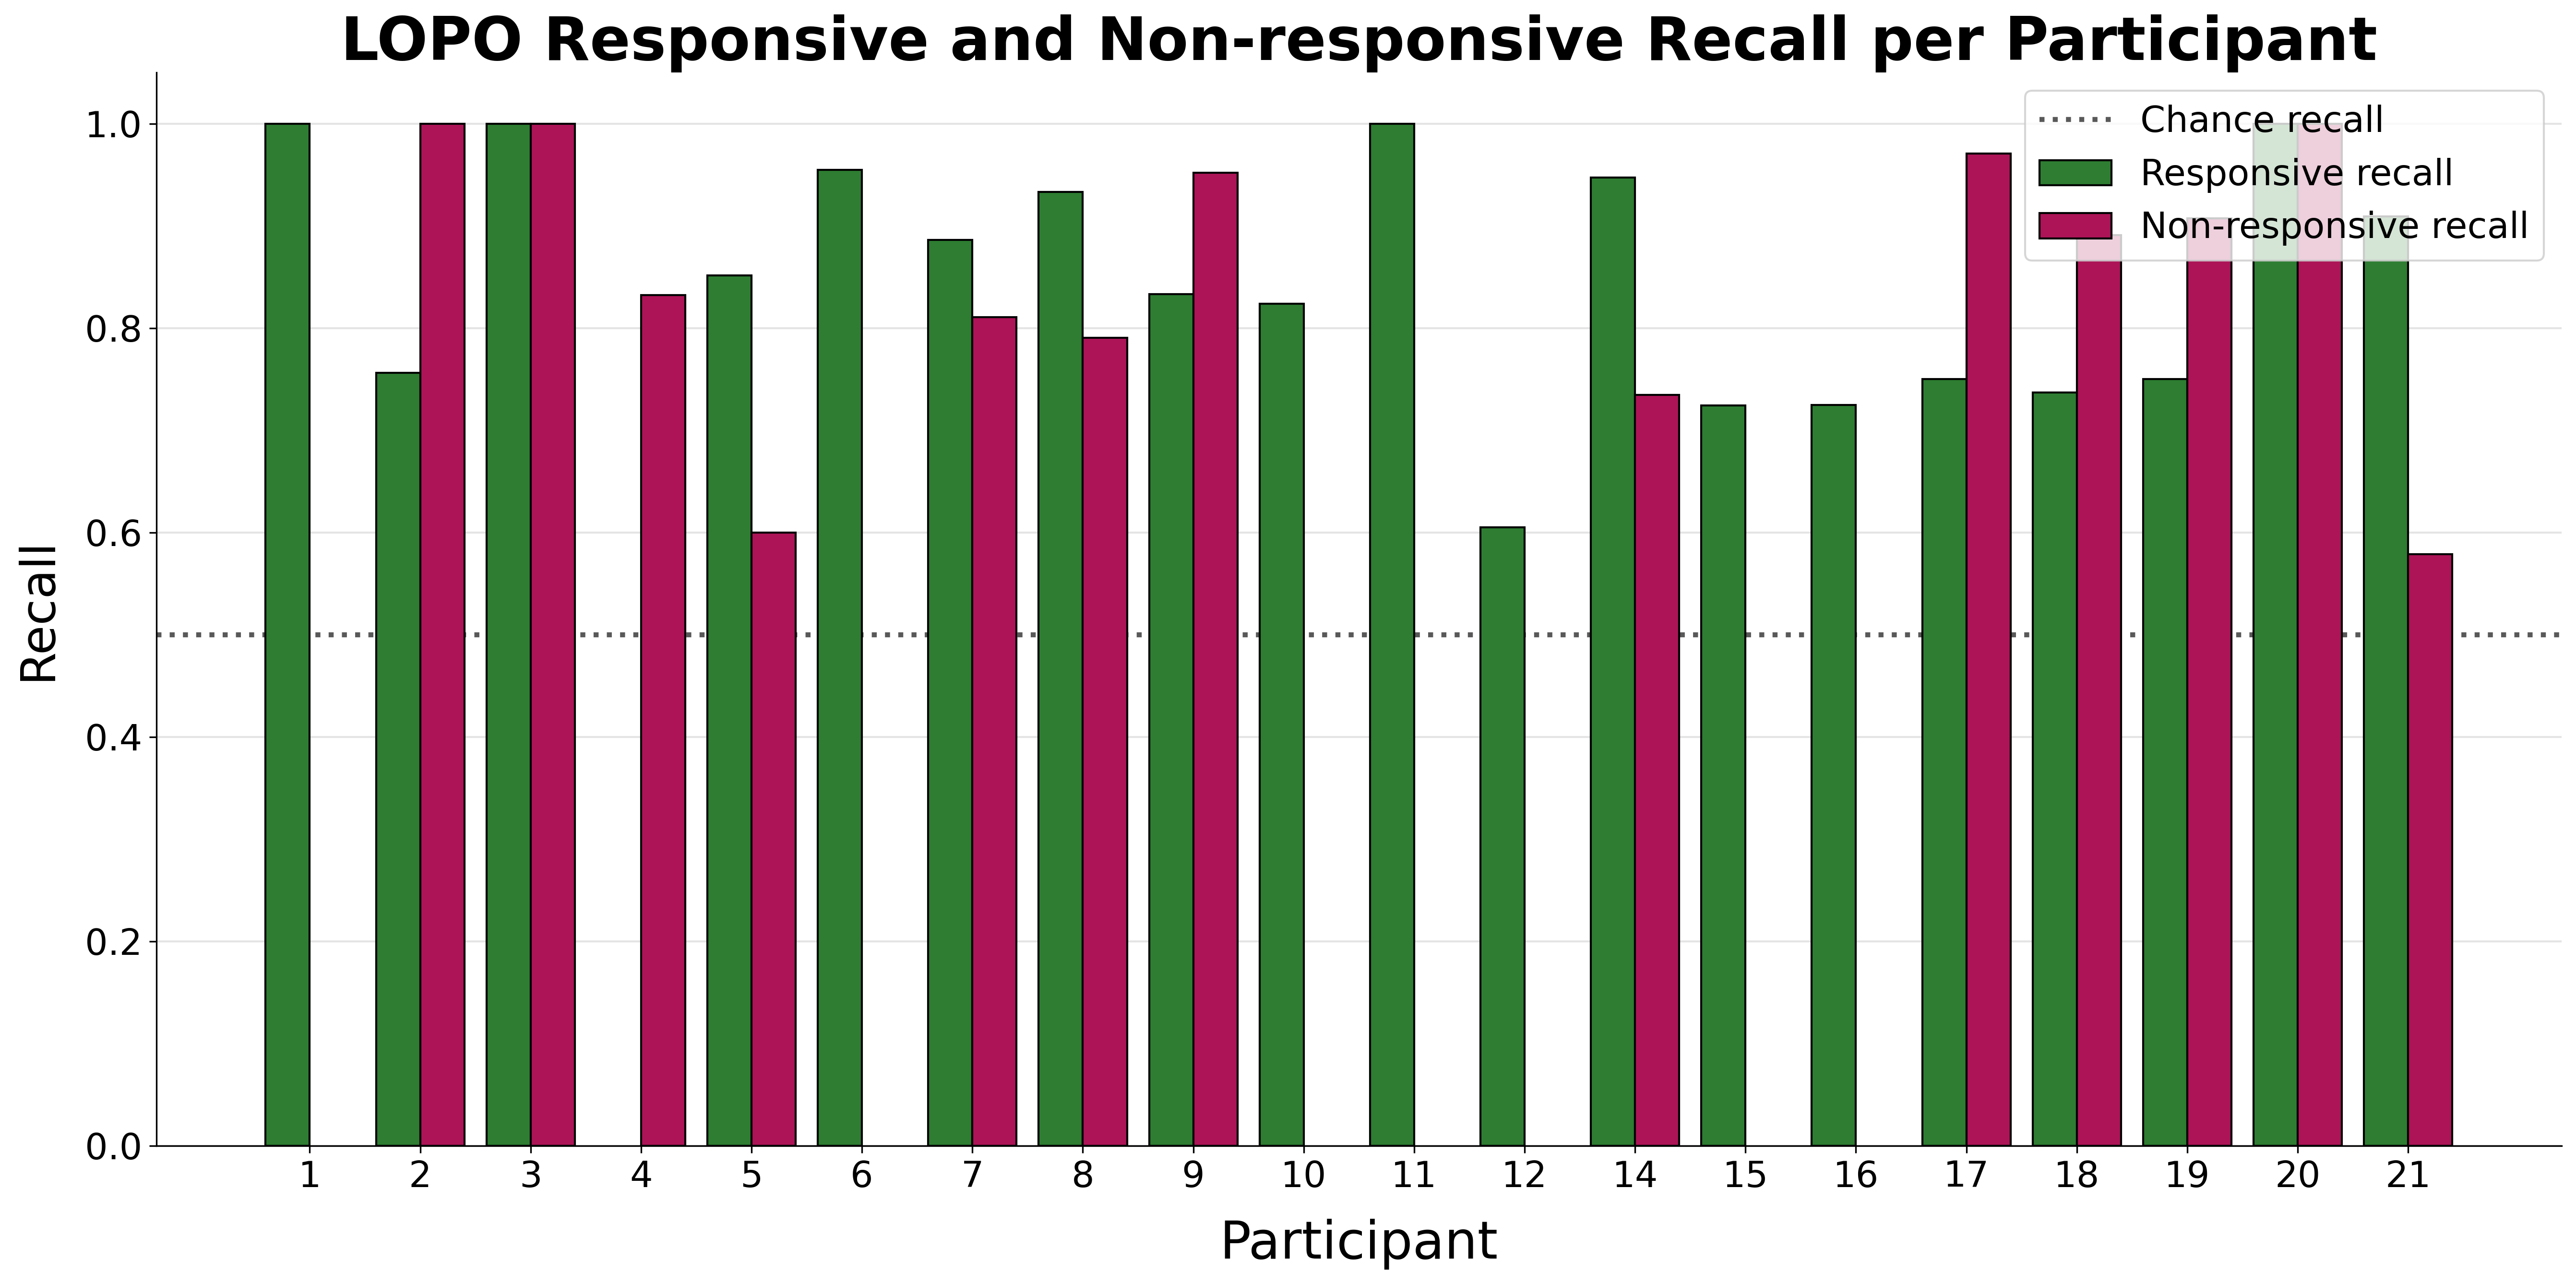 LOPO Responsive and Non-responsive Recall per Participant
Chance recall
Responsive recall
Non-responsive recall
Recall
1.0
0.8
0.6
0.4
0.2
0.0
1 2 3 4 5 6 7 8 9 10 11 12 14 15 16 17 18 19 20 21
Participant